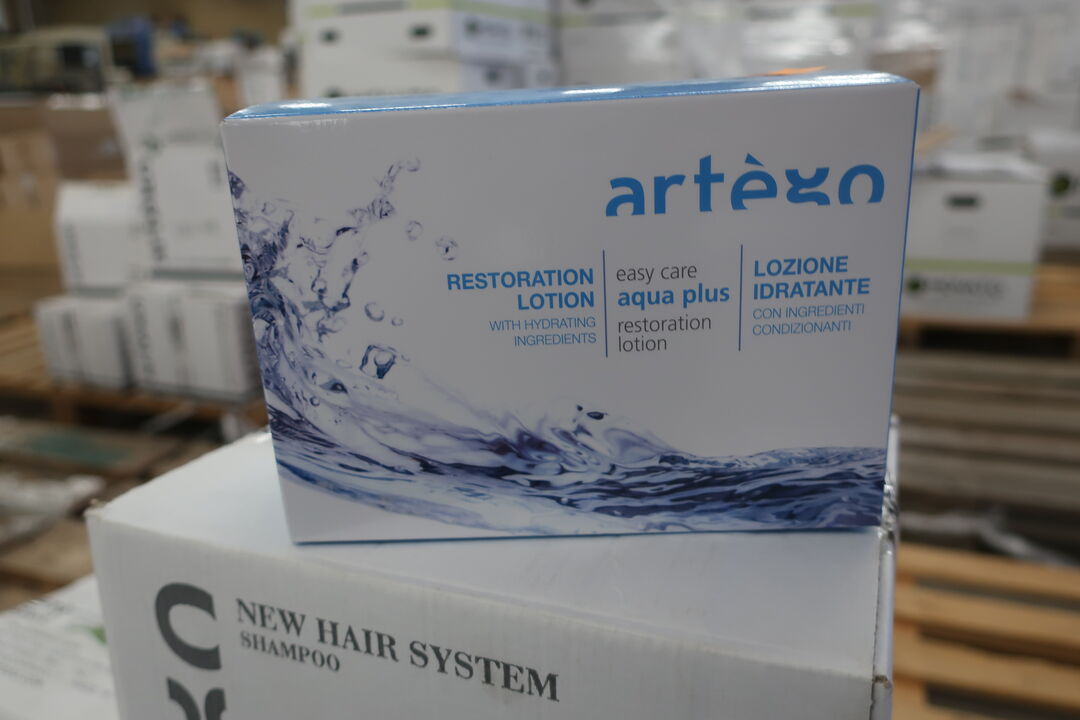 artègo
RESTORATION
LOTION
WITH HYDRATING
INGREDIENTS
easy care
aqua plus
restoration
lotion
LOZIONE
IDRATANTE
CON INGREDIENTI
CONDIZIONANTI
NEW HAIR SYSTEM
SHAMPOO